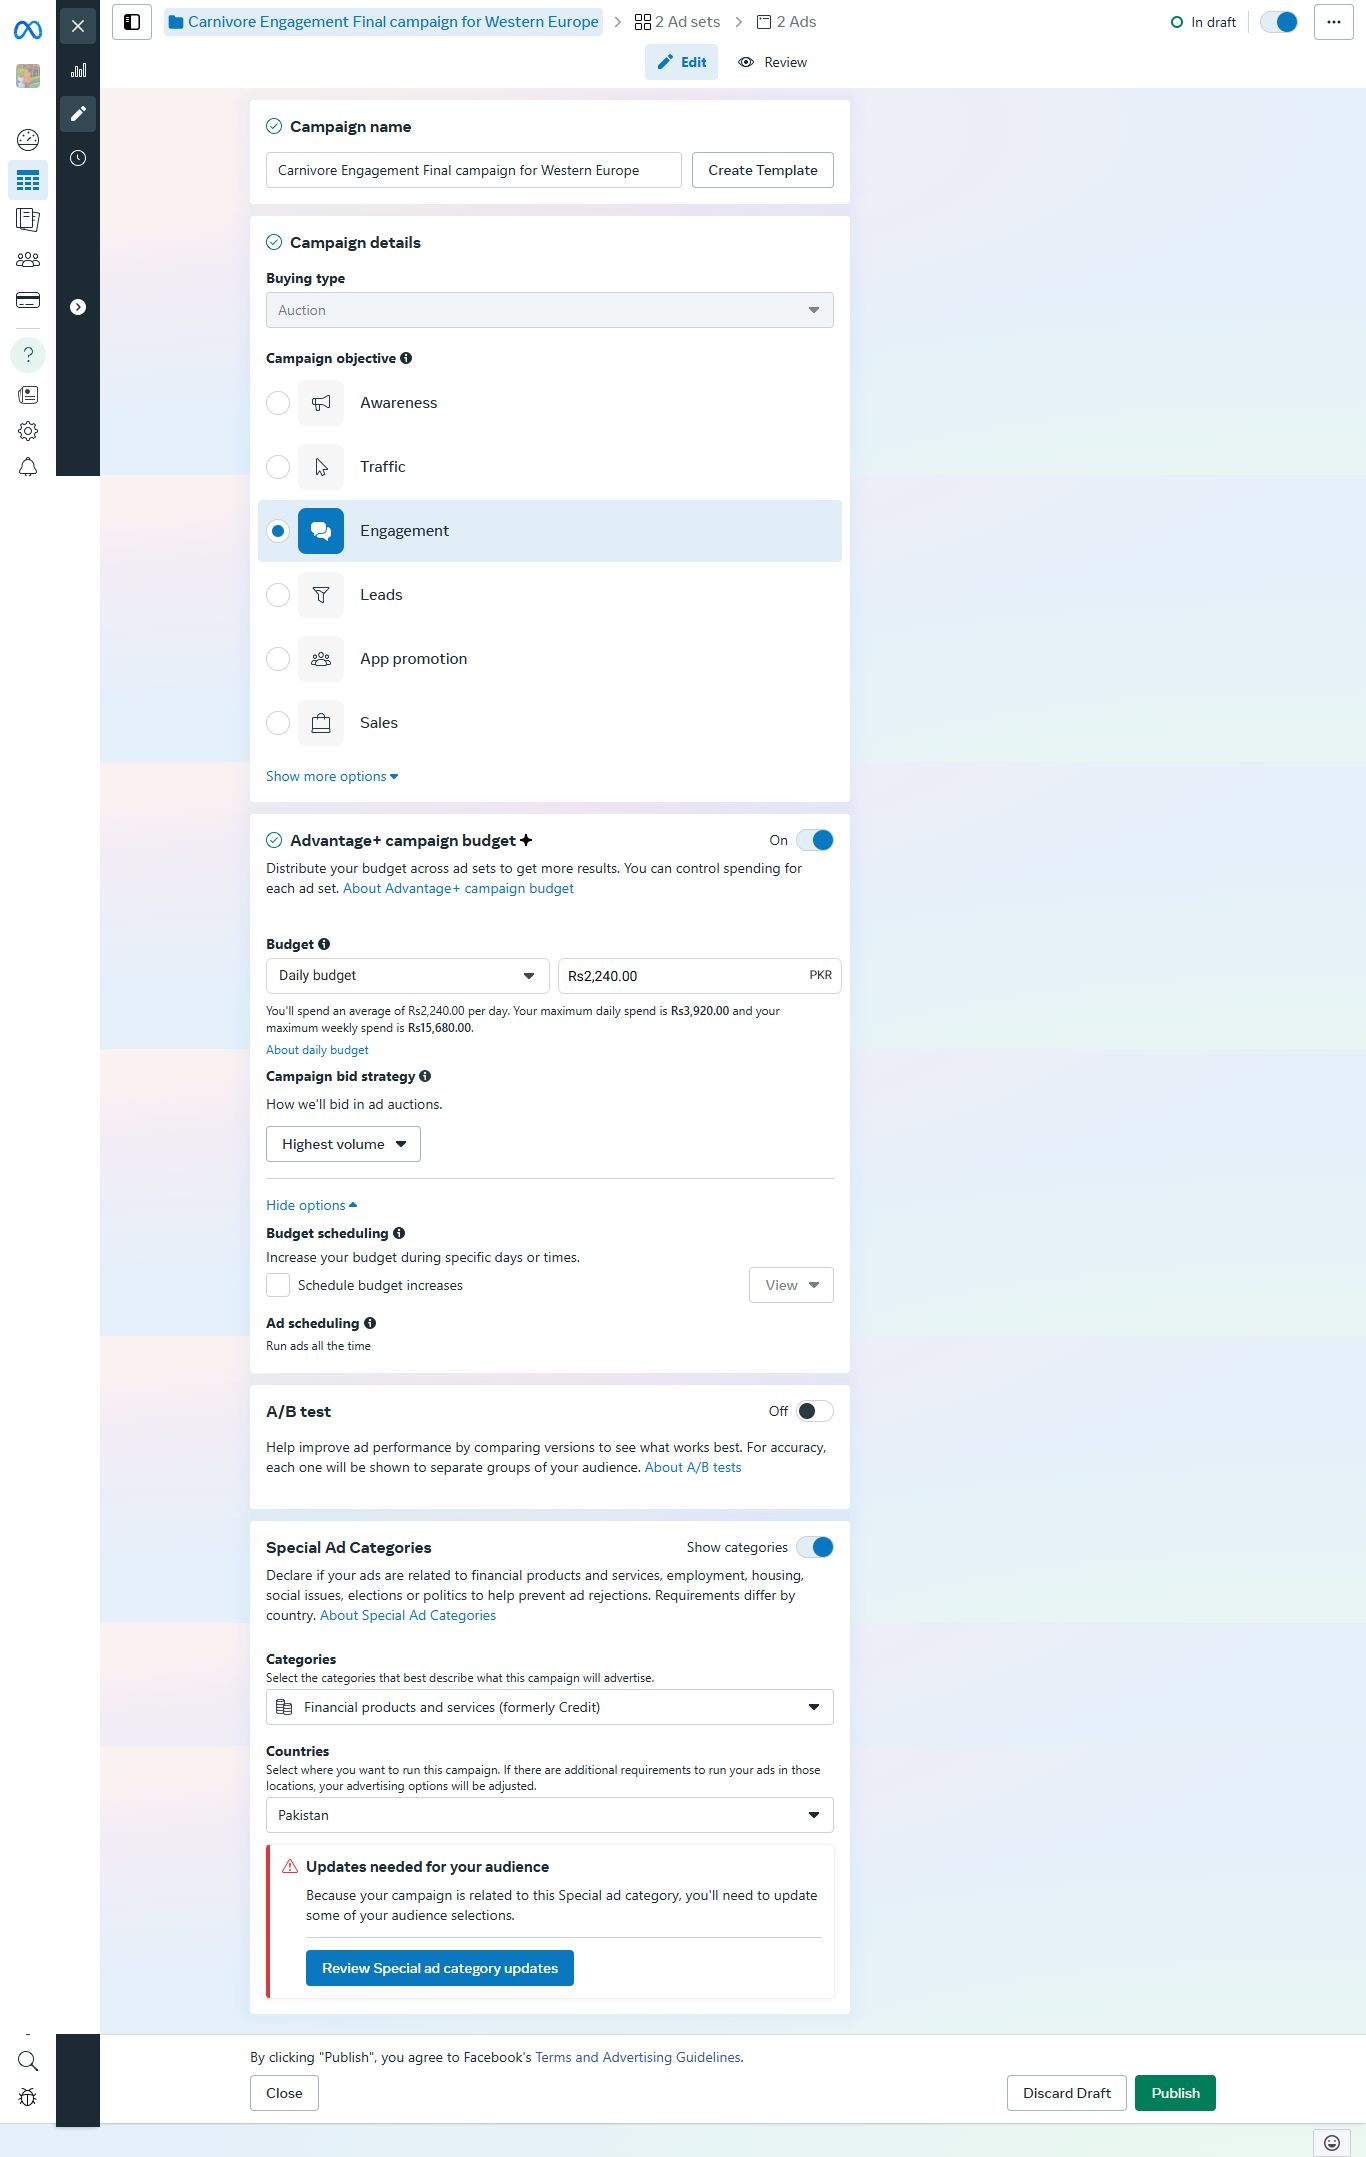 Carnivore Engagement Final campaign for Western Europe
2 Ad sets
2 Ads
In draft
Edit
Review
Campaign name
Carnivore Engagement Final campaign for Western Europe
Create Template
Campaign details
Buying type
Auction
Campaign objective
Awareness
Traffic
Engagement
Leads
App promotion
Sales
Show more options
Advantage+ campaign budget
On
Distribute your budget across ad sets to get more results. You can control spending for
each ad set. About Advantage+ campaign budget
Budget
Daily budget
Rs2,240.00
PKR
You'll spend an average of Rs2,240.00 per day. Your maximum daily spend is Rs3,920.00 and your
maximum weekly spend is Rs15,680.00.
About daily budget
Campaign bid strategy
How we'll bid in ad auctions.
Highest volume
Hide options
Budget scheduling
Increase your budget during specific days or times.
Schedule budget increases
View
Ad scheduling
Run ads all the time
A/B test
Off
Help improve ad performance by comparing versions to see what works best. For accuracy,
each one will be shown to separate groups of your audience. About A/B tests
Special Ad Categories
Show categories
Declare if your ads are related to financial products and services, employment, housing,
social issues, elections or politics to help prevent ad rejections. Requirements differ by
country. About Special Ad Categories
Categories
Select the categories that best describe what this campaign will advertise.
Financial products and services (formerly Credit)
Countries
Select where you want to run this campaign. If there are additional requirements to run your ads in those
locations, your advertising options will be adjusted.
Pakistan
Updates needed for your audience
Because your campaign is related to this Special ad category, you'll need to update
some of your audience selections.
Review Special ad category updates
By clicking "Publish", you agree to Facebook's Terms and Advertising Guidelines.
Close
Discard Draft
Publish